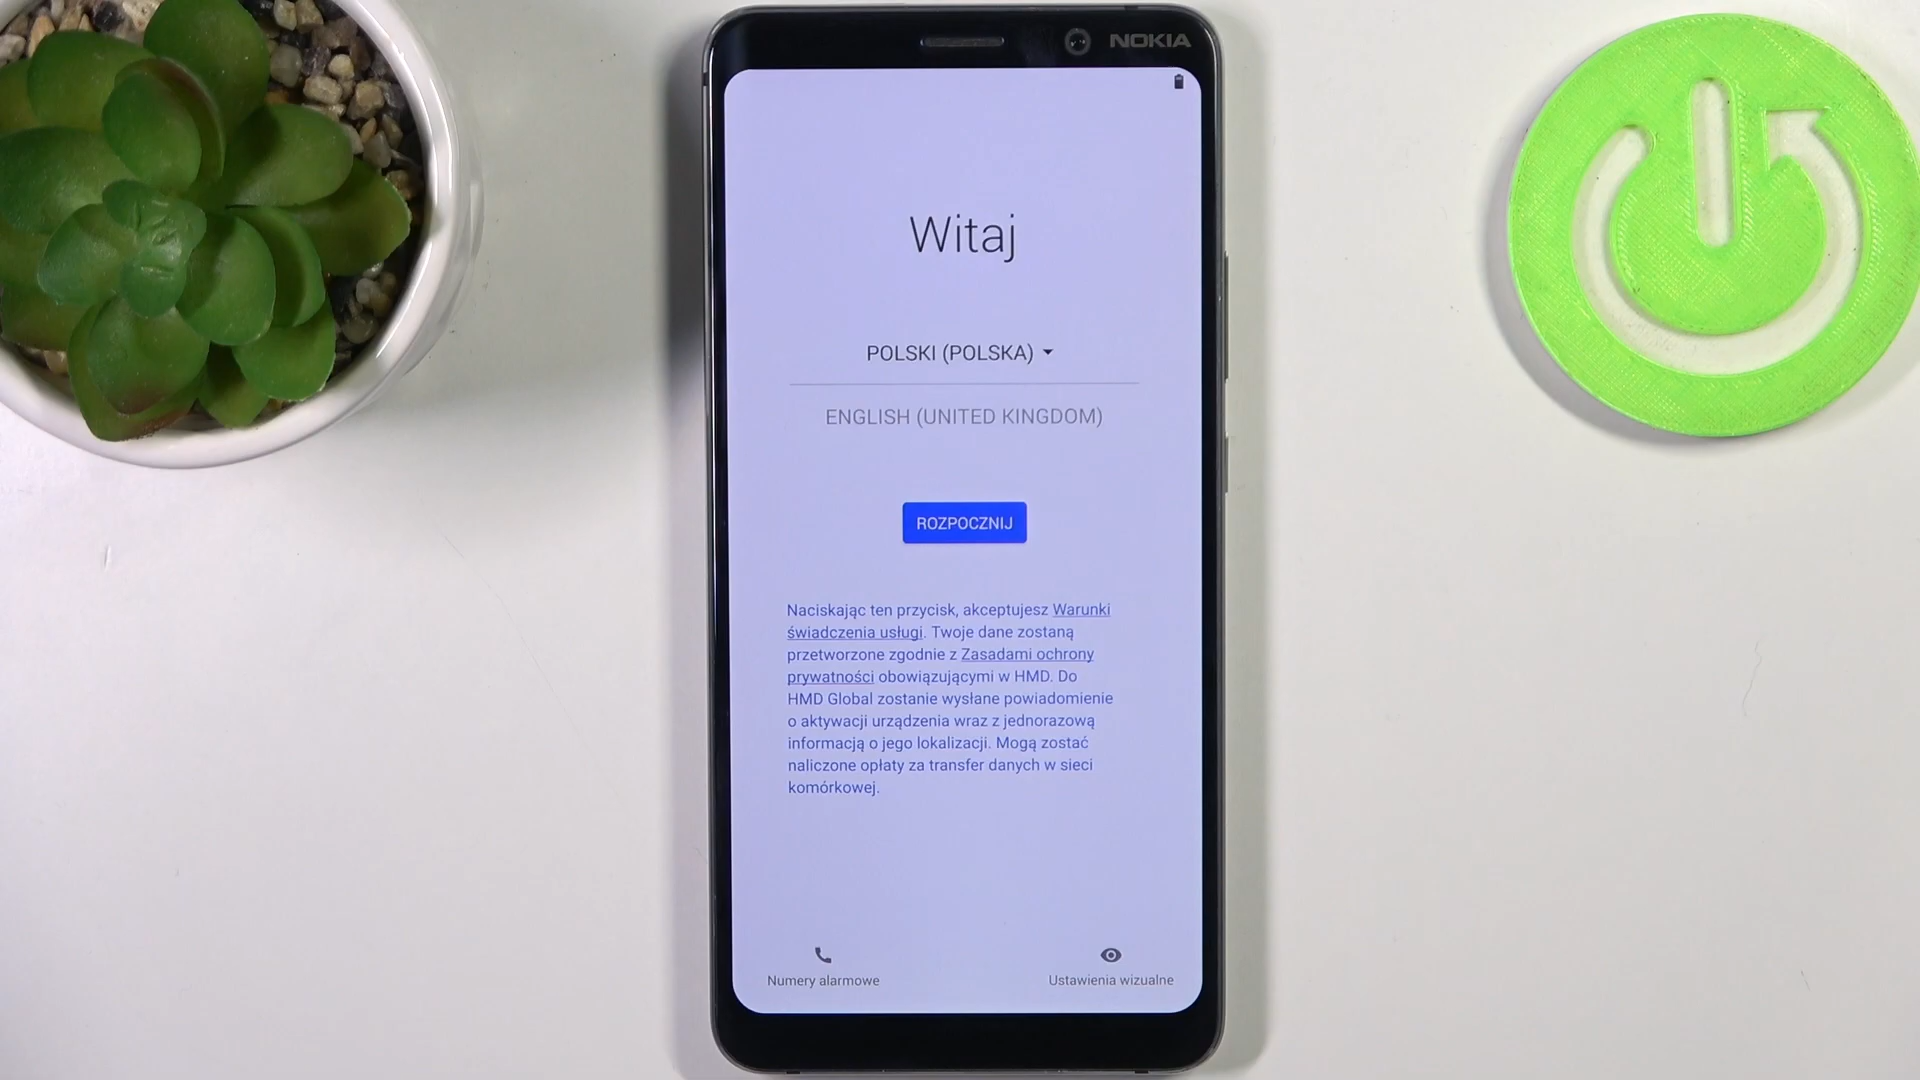 NOKIA
Witaj
POLSKI (POLSKA)
ENGLISH (UNITED KINGDOM)
ROZPOCZNIJ
Naciskając ten przycisk, akceptujesz Warunki
świadczenia usługi. Twoje dane zostaną
przetworzone zgodnie z Zasadami ochrony
prywatności obowiązującymi w HMD. Do
HMD Global zostanie wysłane powiadomienie
o aktywacji urządzenia wraz z jednorazową
informacją o jego lokalizacji. Mogą zostać
naliczone opłaty za transfer danych w sieci
komórkowej.
Numery alarmowe
Ustawienia wizualne